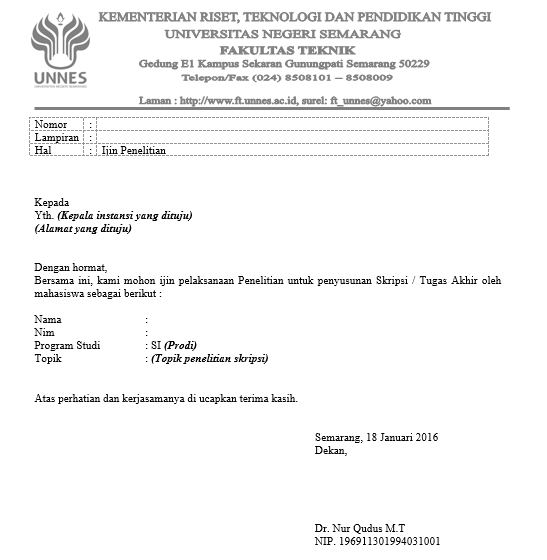 KEMENTERIAN RISET, TEKNOLOGI DAN PENDIDIKAN TINGGI
UNIVERSITAS NEGERI SEMARANG
FAKULTAS TEKNIK
Gedung E1 Kampus Sekaran Gunungpati Semarang 50229
Telepon/Fax (024) 8508101 – 8508009
Laman : http://www.ft.unnes.ac.id, surel: ft_unnes@yahoo.com
UNNES
UNIVERSITAS NEGERI SEMARANG
Nomor :
Lampiran :
Hal : Ijin Penelitian
Kepada
Yth. (Kepala instansi yang dituju)
(Alamat yang dituju)
Dengan hormat,
Bersama ini, kami mohon ijin pelaksanaan Penelitian untuk penyusunan Skripsi / Tugas Akhir oleh
mahasiswa sebagai berikut :
Nama :
Nim :
Program Studi : SI (Prodi)
Topik : (Topik penelitian skripsi)
Atas perhatian dan kerjasamanya di ucapkan terima kasih.
Semarang, 18 Januari 2016
Dekan,
Dr. Nur Qudus M.T
NIP. 196911301994031001